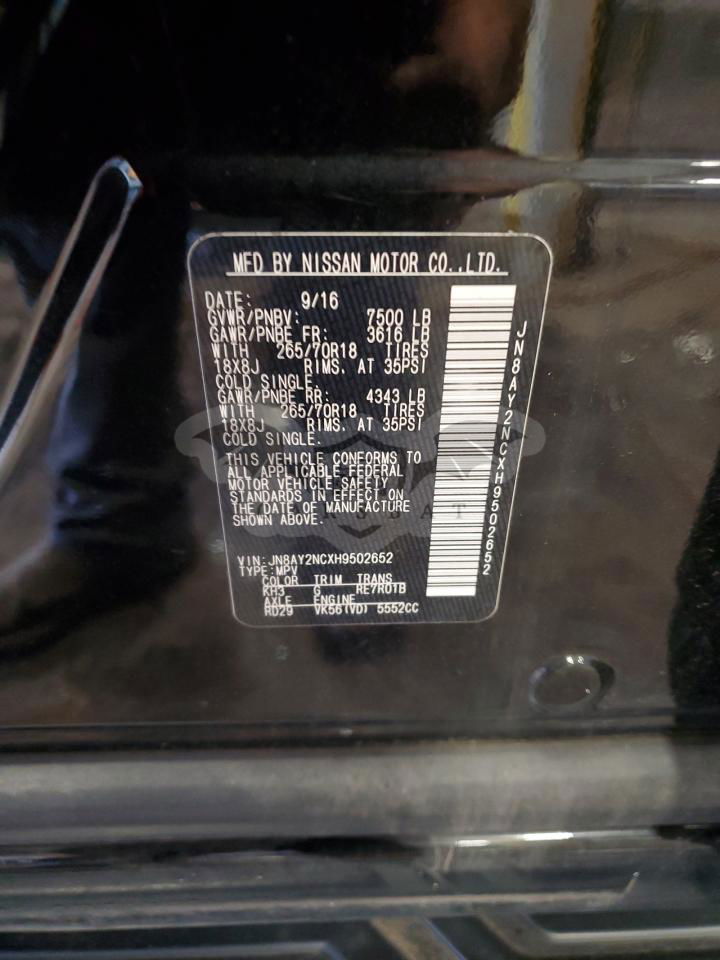 MFD BY NISSAN MOTOR CO.,LTD.
DATE: 9/16
GVWR/PNBV: 7500 LB
GAWR/PNBE FR: 3616 LB
WITH 265/70R18 TIRES
18X8J RIMS. AT 35PSI
COLD SINGLE.
GAWR/PNBE RR: 4343 LB
WITH 265/70R18 TIRES
18X8J RIMS. AT 35PSI
COLD SINGLE.
THIS VEHICLE CONFORMS TO
ALL APPLICABLE FEDERAL
MOTOR VEHICLE SAFETY
STANDARDS IN EFFECT ON
THE DATE OF MANUFACTURE
SHOWN ABOVE.
VIN:JN8AY2NCXH9502652
TYPE:MPV
COLOR TRIM TRANS
KH3 G RE7R01B
AXLE ENGINE
RD29 VK56(VD) 5552CC
JN8AY2NCXH9502652